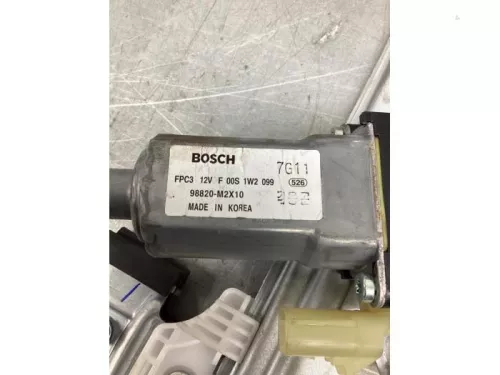 BOSCH 7G11
FPC3 12V F 00S 1W2 099 526
98820-M2X10
MADE IN KOREA